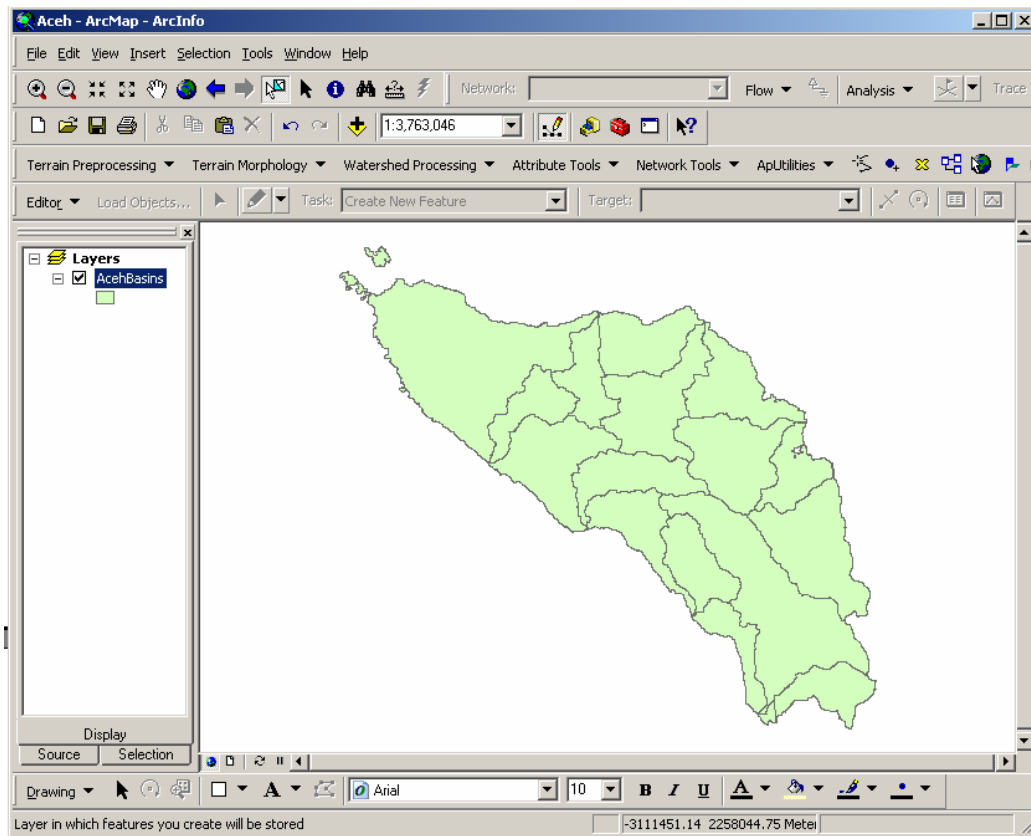 Aceh - ArcMap - ArcInfo
File Edit View Insert Selection Tools Window Help
Network: Flow Analysis Trace
1:3,763,046
Terrain Preprocessing Terrain Morphology Watershed Processing Attribute Tools Network Tools ApUtilities
Editor Load Objects... Task: Create New Feature Target:
Layers
AcehBasins
Display
Source Selection
Drawing A Arial 10 B I U A
Layer in which features you create will be stored -3111451.14 2258044.75 Meter